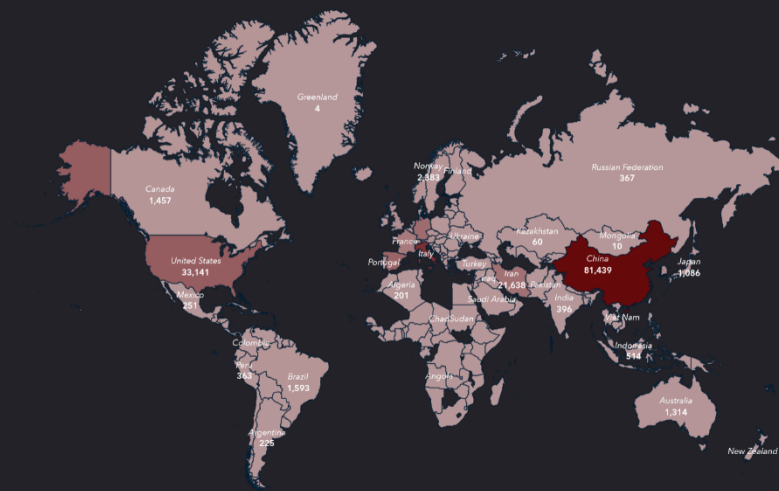 Greenland
4
Norway
2,383
Finland
Russian Federation
367
Canada
1,457
Kazakhstan
60
Ukraine
Mongolia
10
France
Italy
Portugal
Turkey
United States
33,141
China
81,439
Japan
1,086
Iran
21,638
Iraq
Pakistan
Algeria
201
Mexico
251
Saudi Arabia
India
396
Chad
Sudan
Viet Nam
Colombia
Indonesia
514
Peru
363
Brazil
1,593
Angola
Australia
1,314
Argentina
225
New Zealand